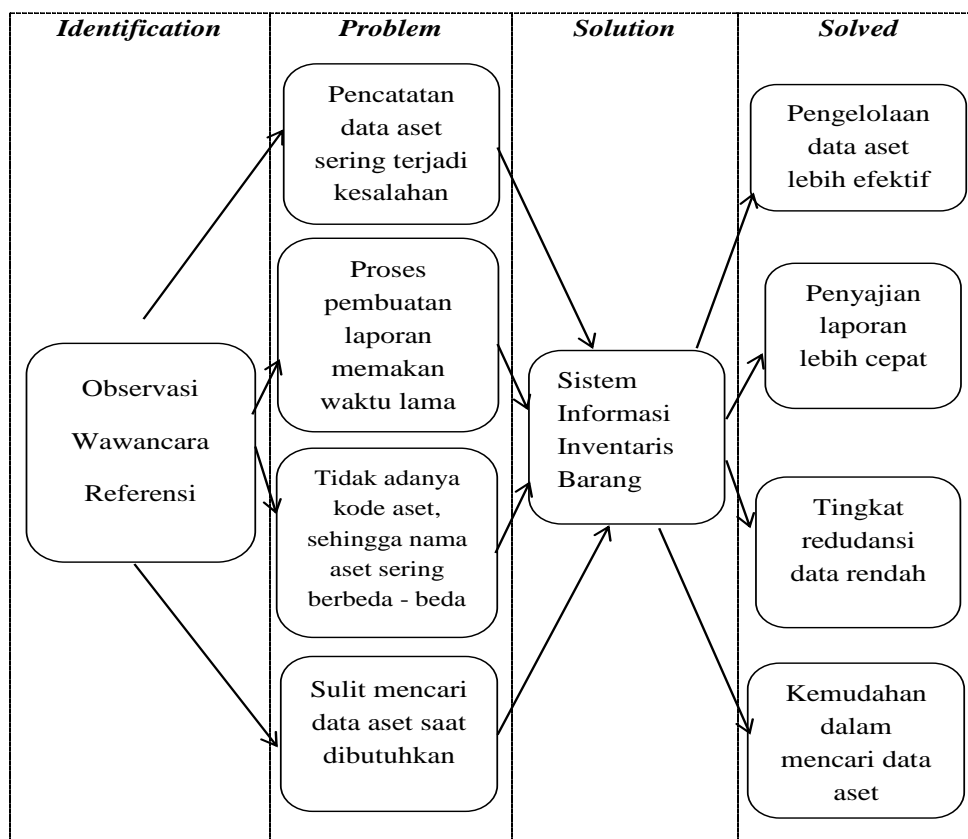 Identification
Problem
Solution
Solved
Observasi
Wawancara
Referensi
Pencatatan
data aset
sering terjadi
kesalahan
Proses
pembuatan
laporan
memakan
waktu lama
Tidak adanya
kode aset,
sehingga nama
aset sering
berbeda - beda
Sulit mencari
data aset saat
dibutuhkan
Sistem
Informasi
Inventaris
Barang
Pengelolaan
data aset
lebih efektif
Penyajian
laporan
lebih cepat
Tingkat
redudansi
data rendah
Kemudahan
dalam
mencari data
aset